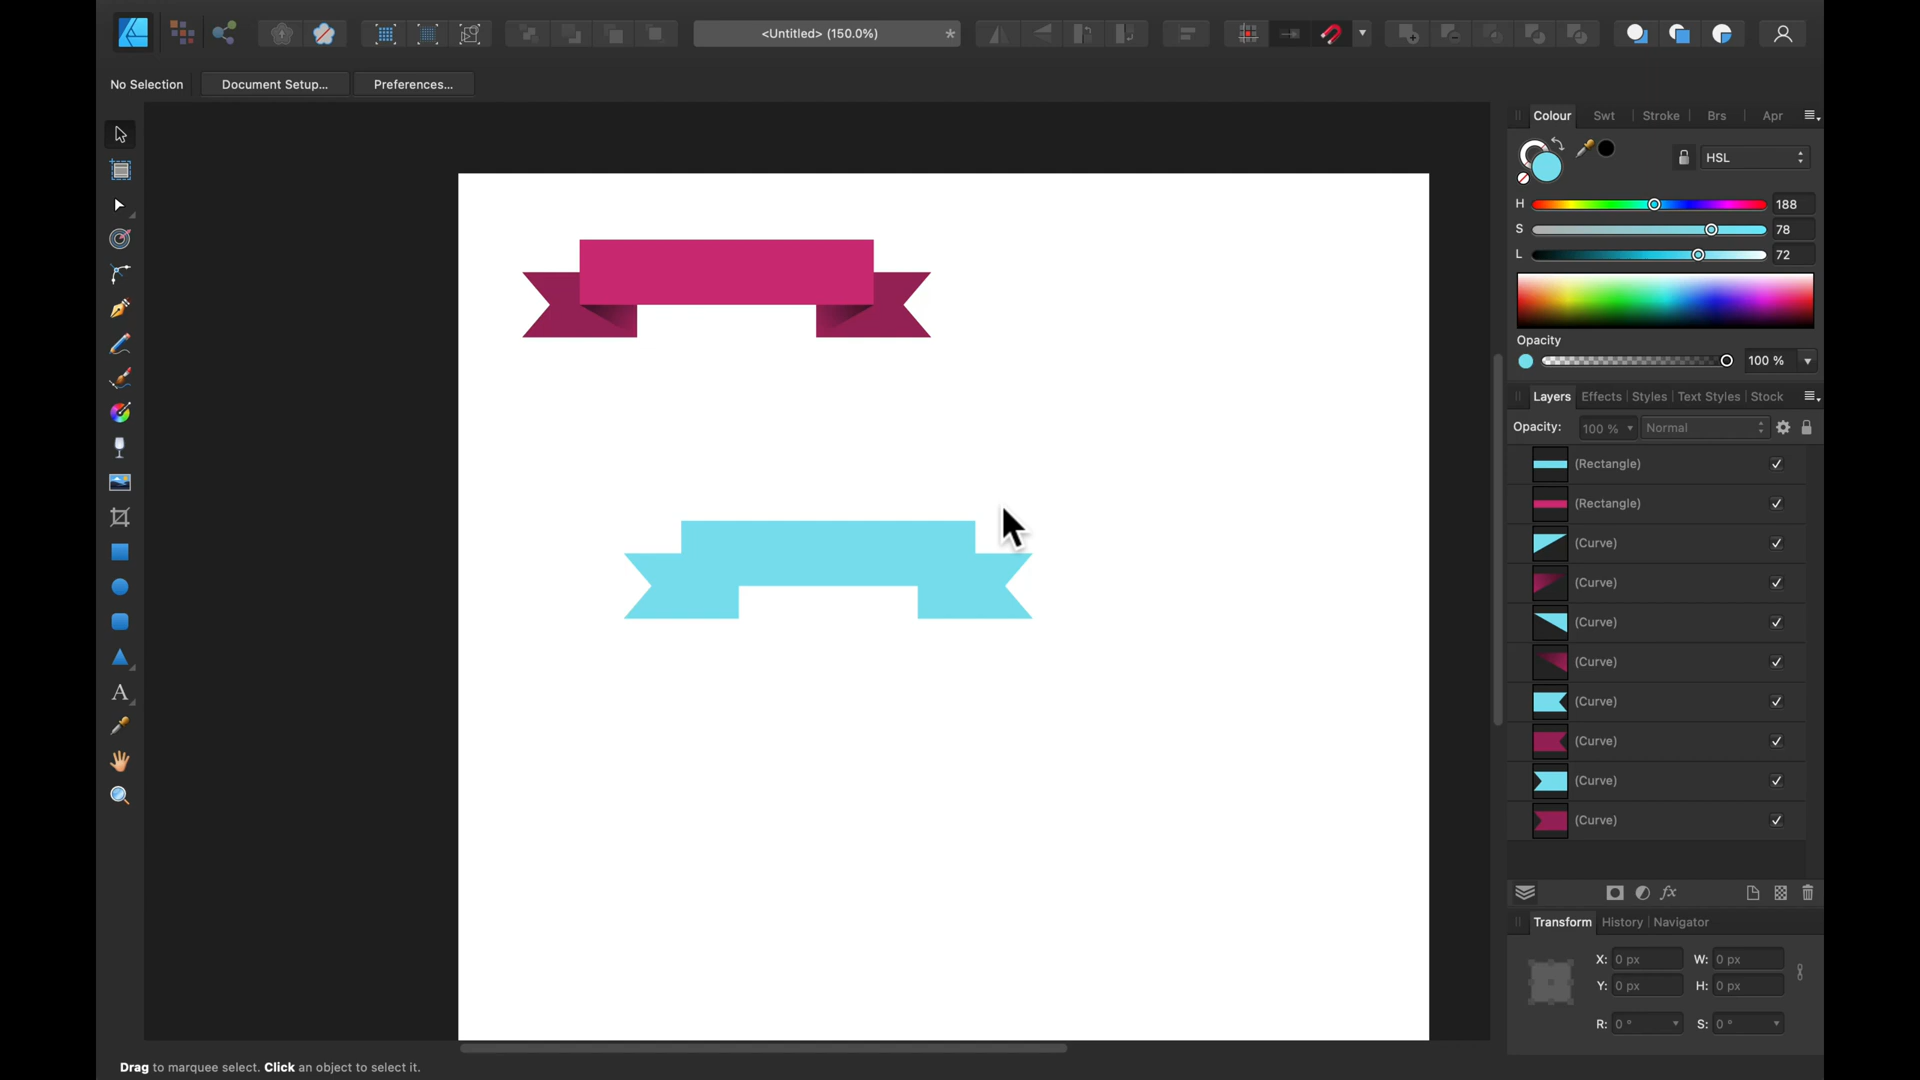 <Untitled> (150.0%)
*
No Selection
Document Setup...
Preferences...
Colour Swt Stroke Brs Apr
HSL
H 188
S 78
L 72
Opacity
100 %
Layers Effects Styles Text Styles Stock
Opacity: 100 % Normal
(Rectangle)
(Rectangle)
(Curve)
(Curve)
(Curve)
(Curve)
(Curve)
(Curve)
(Curve)
(Curve)
fx
Transform History Navigator
X: 0 px W: 0 px
Y: 0 px H: 0 px
R: 0 ° S: 0 °
Drag to marquee select. Click an object to select it.